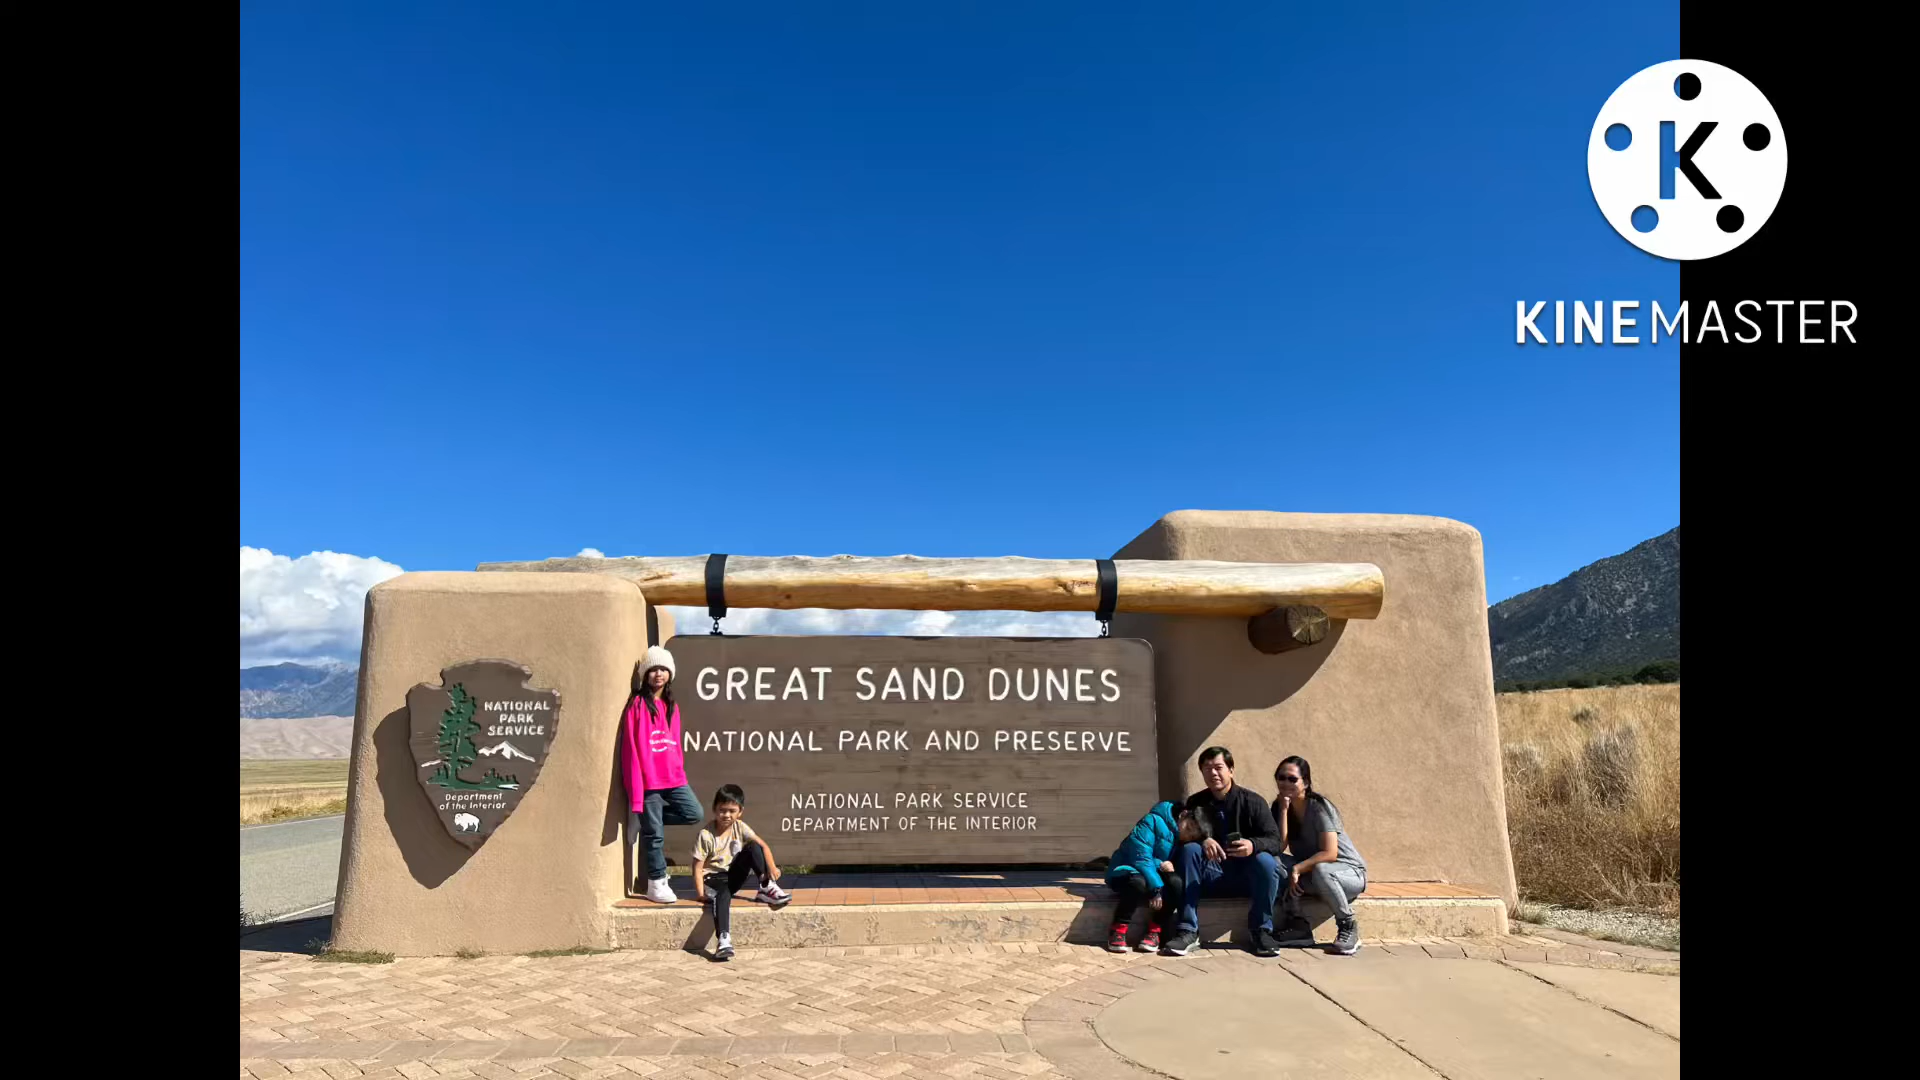 K
KINEMASTER
GREAT SAND DUNES
NATIONAL PARK AND PRESERVE
NATIONAL PARK SERVICE
DEPARTMENT OF THE INTERIOR
NATIONAL
PARK
SERVICE
Department
of the Interior